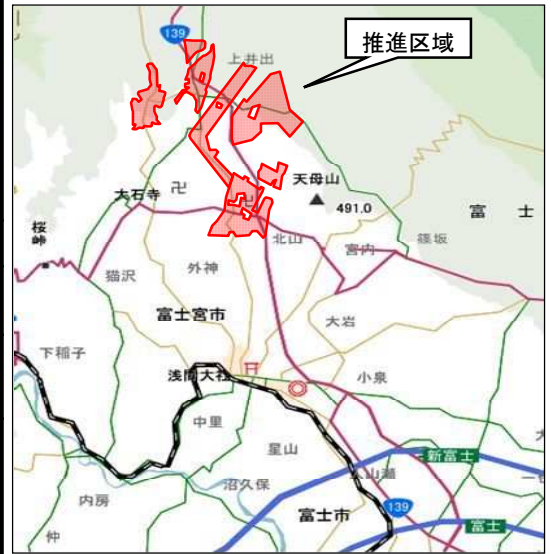 139
上井出
推進区域
大石寺
卍
卍
天母山
491.0
富士
桜峠
北山
篠坂
宮内
猫沢
外神
大岩
富士宮市
下稲子
浅間大社
小泉
中里
星山
新富士
沼久保
内房
富士市
139
富士
仲